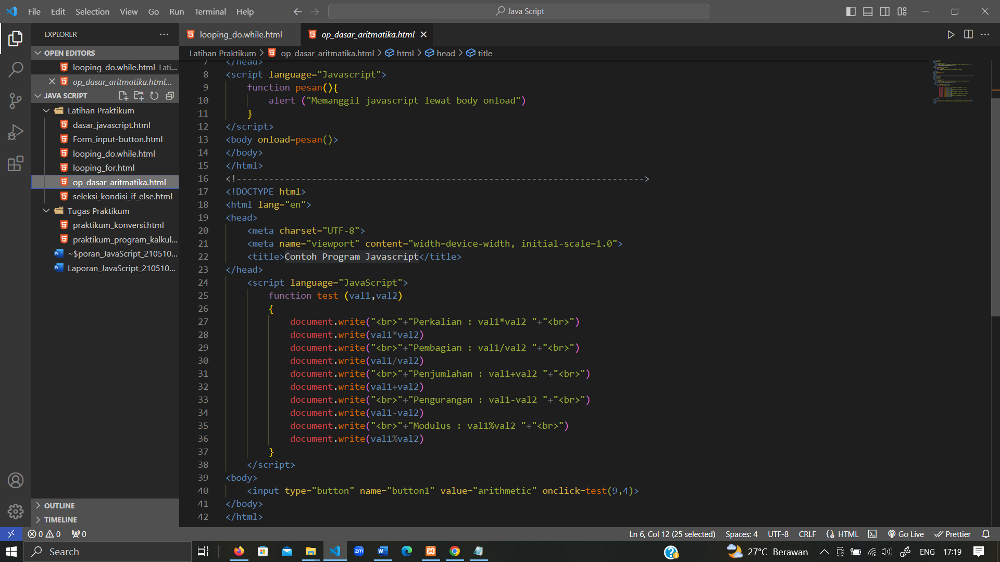 File Edit Selection View Go Run Terminal Help
Java Script
EXPLORER
OPEN EDITORS
looping_do.while.html Lati...
op_dasar_aritmatika.html...
JAVA SCRIPT
Latihan Praktikum
dasar_javascript.html
Form_input-button.html
looping_do.while.html
looping_for.html
op_dasar_aritmatika.html
seleksi_kondisi_if_else.html
Tugas Praktikum
praktikum_konversi.html
praktikum_program_kalkul...
~$poran_JavaScript_210510...
Laporan_JavaScript_210510...
OUTLINE
TIMELINE
looping_do.while.html op_dasar_aritmatika.html
Latihan Praktikum > op_dasar_aritmatika.html > html > head > title
7 </head>
8 <script language="Javascript">
9 function pesan(){
10 alert ("Memanggil javascript lewat body onload")
11 }
12 </script>
13 <body onload=pesan()>
14 </body>
15 </html>
16 <!---------------------------------------------------------------------------->
17 <!DOCTYPE html>
18 <html lang="en">
19 <head>
20 <meta charset="UTF-8">
21 <meta name="viewport" content="width=device-width, initial-scale=1.0">
22 <title>Contoh Program Javascript</title>
23 </head>
24 <script language="JavaScript">
25 function test (val1,val2)
26 {
27 document.write("<br>"+"Perkalian : val1*val2 "+"<br>")
28 document.write(val1*val2)
29 document.write("<br>"+"Pembagian : val1/val2 "+"<br>")
30 document.write(val1/val2)
31 document.write("<br>"+"Penjumlahan : val1+val2 "+"<br>")
32 document.write(val1+val2)
33 document.write("<br>"+"Pengurangan : val1-val2 "+"<br>")
34 document.write(val1-val2)
35 document.write("<br>"+"Modulus : val1%val2 "+"<br>")
36 document.write(val1%val2)
37 }
38 </script>
39 <body>
40 <input type="button" name="button1" value="arithmetic" onclick=test(9,4)>
41 </body>
42 </html>
0 0 0 Ln 6, Col 12 (25 selected) Spaces: 4 UTF-8 CRLF HTML Go Live Prettier
Search zm 27°C Berawan ENG 17:19